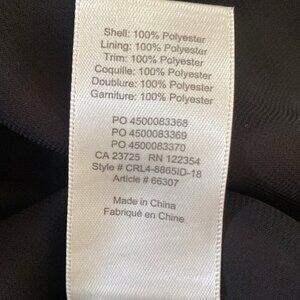 Shell: 100% Polyester
Lining: 100% Polyester
Trim: 100% Polyester
Coquille: 100% Polyester
Doublure: 100% Polyester
Garniture: 100% Polyester
PO 4500083368
PO 4500083369
PO 4500083370
CA 23725 RN 122354
Style # CRL4-8865ID-18
Article # 66307
Made in China
Fabriqué en Chine